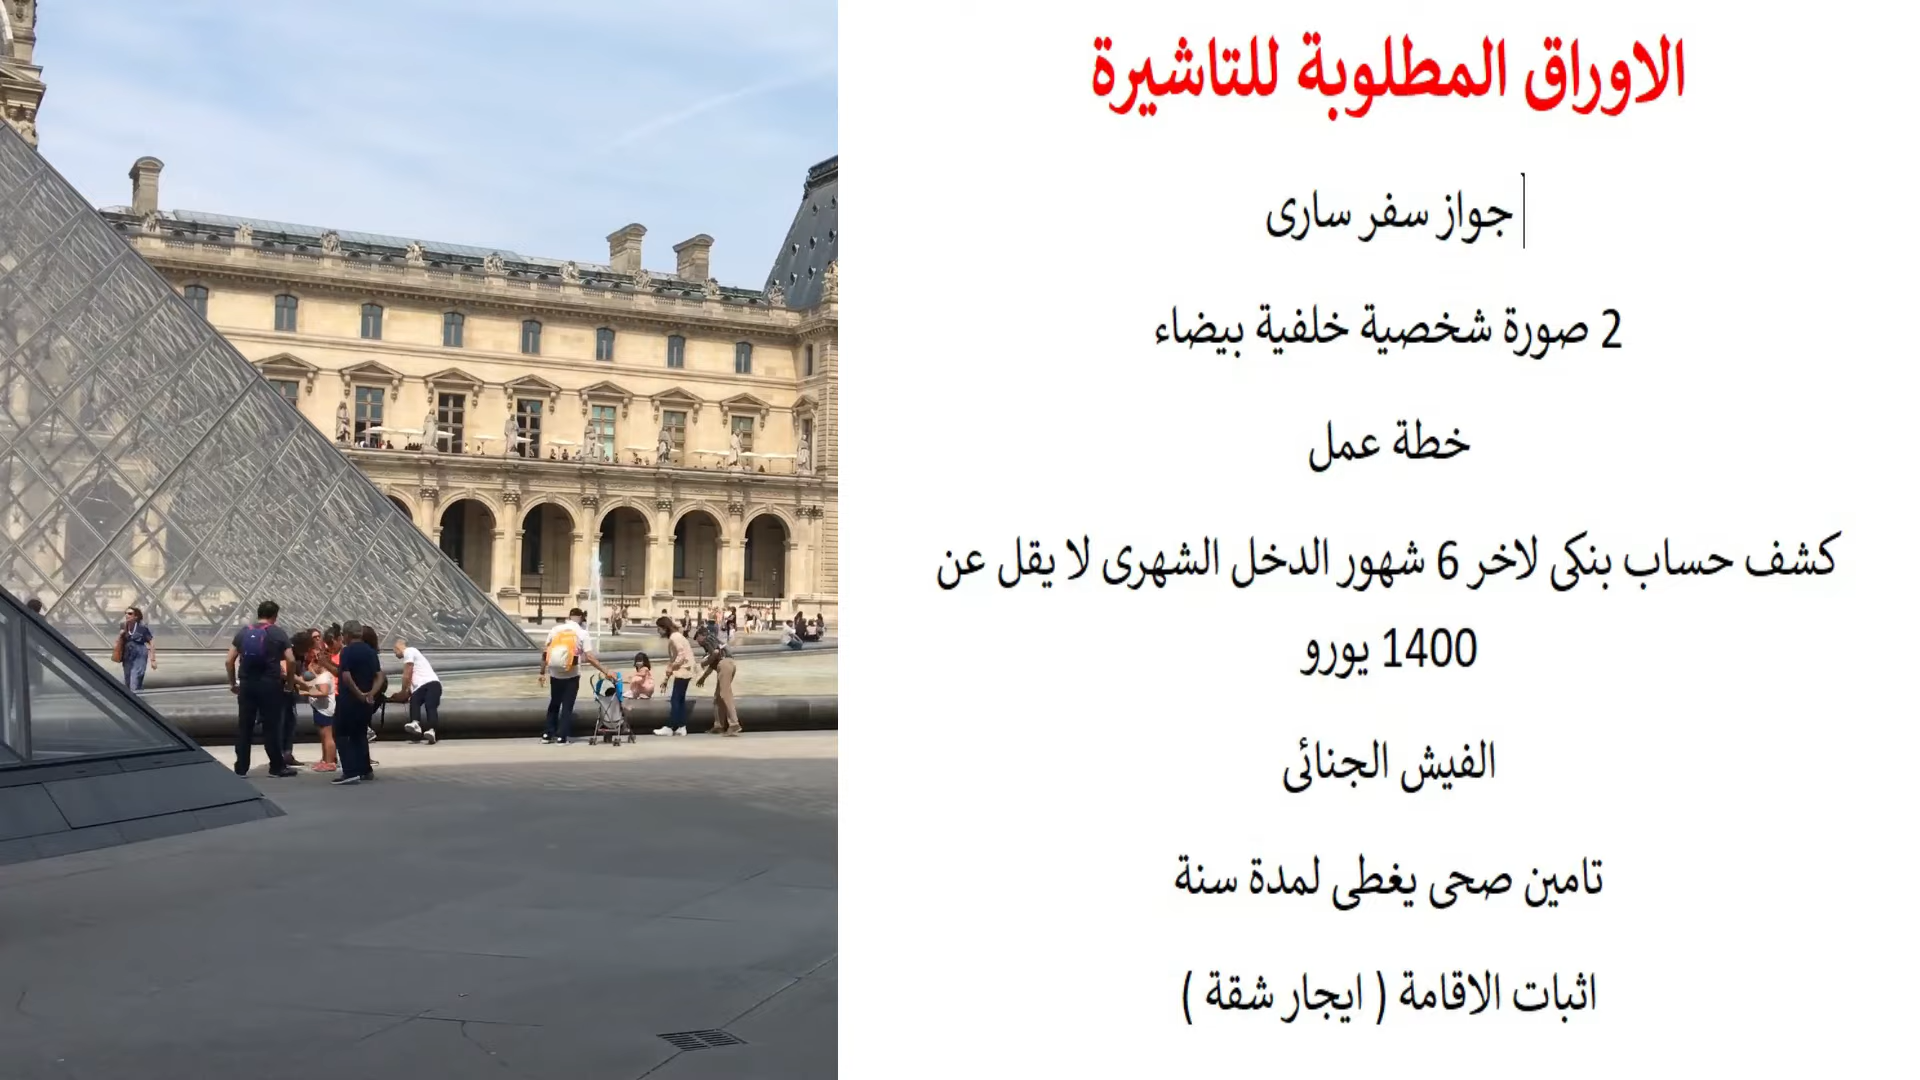 الاوراق المطلوبة للتاشيرة
جواز سفر سارى
2 صورة شخصية خلفية بيضاء
خطة عمل
كشف حساب بنكى لاخر 6 شهور الدخل الشهرى لا يقل عن
1400 يورو
الفيش الجنائى
تامين صحى يغطى لمدة سنة
اثبات الاقامة ( ايجار شقة )